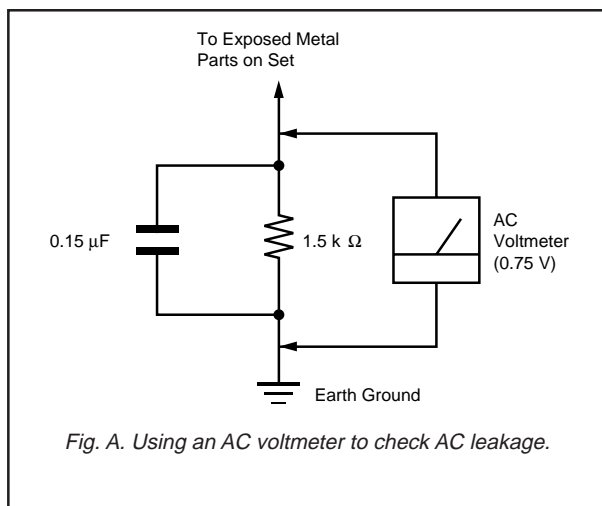 To Exposed Metal
Parts on Set
0.15 µF
1.5 k Ω
AC
Voltmeter
(0.75 V)
Earth Ground
Fig. A. Using an AC voltmeter to check AC leakage.